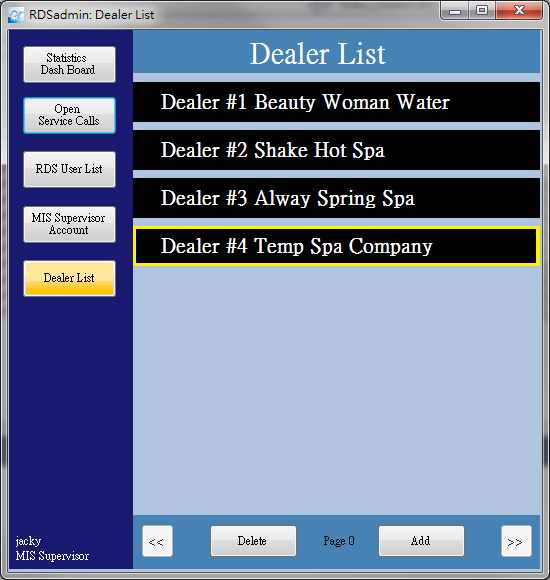 RDSadmin: Dealer List
Statistics
Dash Board
Open
Service Calls
RDS User List
MIS Supervisor
Account
Dealer List
Dealer List
Dealer #1 Beauty Woman Water
Dealer #2 Shake Hot Spa
Dealer #3 Alway Spring Spa
Dealer #4 Temp Spa Company
jacky
MIS Supervisor
<<
Delete
Page 0
Add
>>